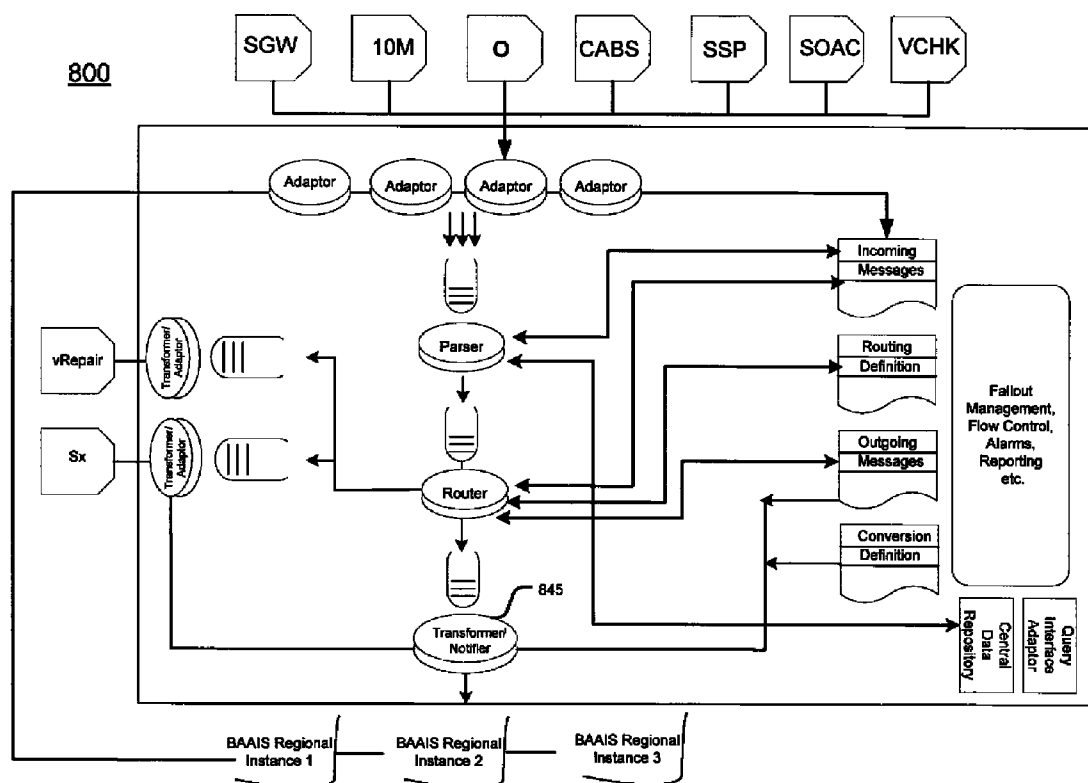 SGW
10M
O
CABS
SSP
SOAC
VCHK
800
Adaptor
Adaptor
Adaptor
Adaptor
Incoming
Messages
Parser
vRepair
Transformer/
Adaptor
Routing
Definition
Fallout
Management,
Flow Control,
Alarms,
Reporting
etc.
Sx
Transformer/
Adaptor
Router
Outgoing
Messages
Conversion
Definition
845
Transformer/
Notifier
Central
Data
Repository
Query
Interface
Adaptor
BAAIS Regional
Instance 1
BAAIS Regional
Instance 2
BAAIS Regional
Instance 3